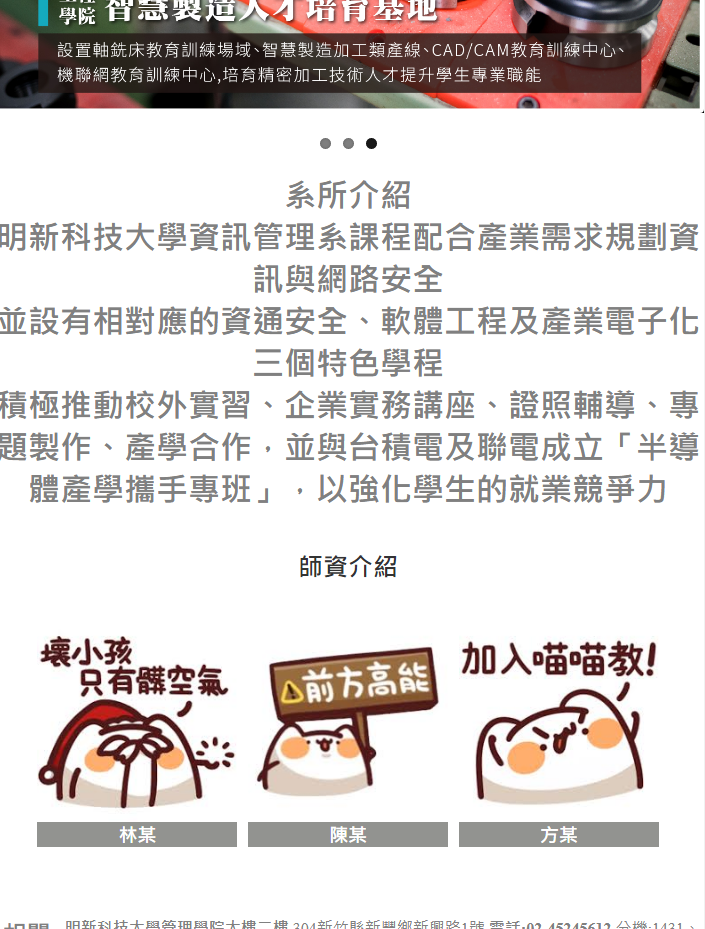 學院 智慧製造人才培育基地
設置軸銑床教育訓練場域、智慧製造加工類產線、CAD/CAM教育訓練中心、
機聯網教育訓練中心,培育精密加工技術人才提升學生專業職能
系所介紹
明新科技大學資訊管理系課程配合產業需求規劃資
訊與網路安全
並設有相對應的資通安全、軟體工程及產業電子化
三個特色學程
積極推動校外實習、企業實務講座、證照輔導、專
題製作、產學合作，並與台積電及聯電成立「半導
體產學攜手專班」，以強化學生的就業競爭力
師資介紹
壞小孩
只有髒空氣
前方高能
加入喵喵教!
林某
陳某
方某
明新科技大學管理學院大樓二樓 304新竹縣新豐鄉新興路1號 電話:02-45245612 分機:1431、